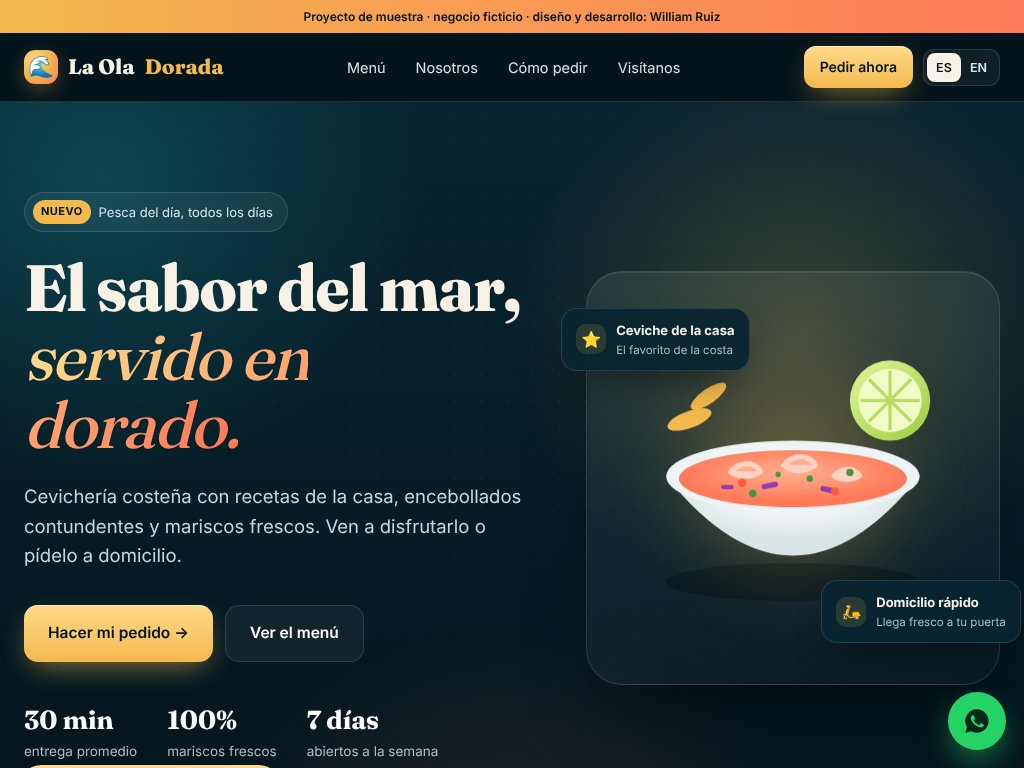 Proyecto de muestra · negocio ficticio · diseño y desarrollo: William Ruiz
La Ola Dorada
Menú
Nosotros
Cómo pedir
Visítanos
Pedir ahora
ES
EN
NUEVO Pesca del día, todos los días
El sabor del mar,
servido en
dorado.
Cevichería costeña con recetas de la casa, encebollados
contundentes y mariscos frescos. Ven a disfrutarlo o
pídelo a domicilio.
Hacer mi pedido →
Ver el menú
30 min
entrega promedio
100%
mariscos frescos
7 días
abiertos a la semana
Ceviche de la casa
El favorito de la costa
Domicilio rápido
Llega fresco a tu puerta